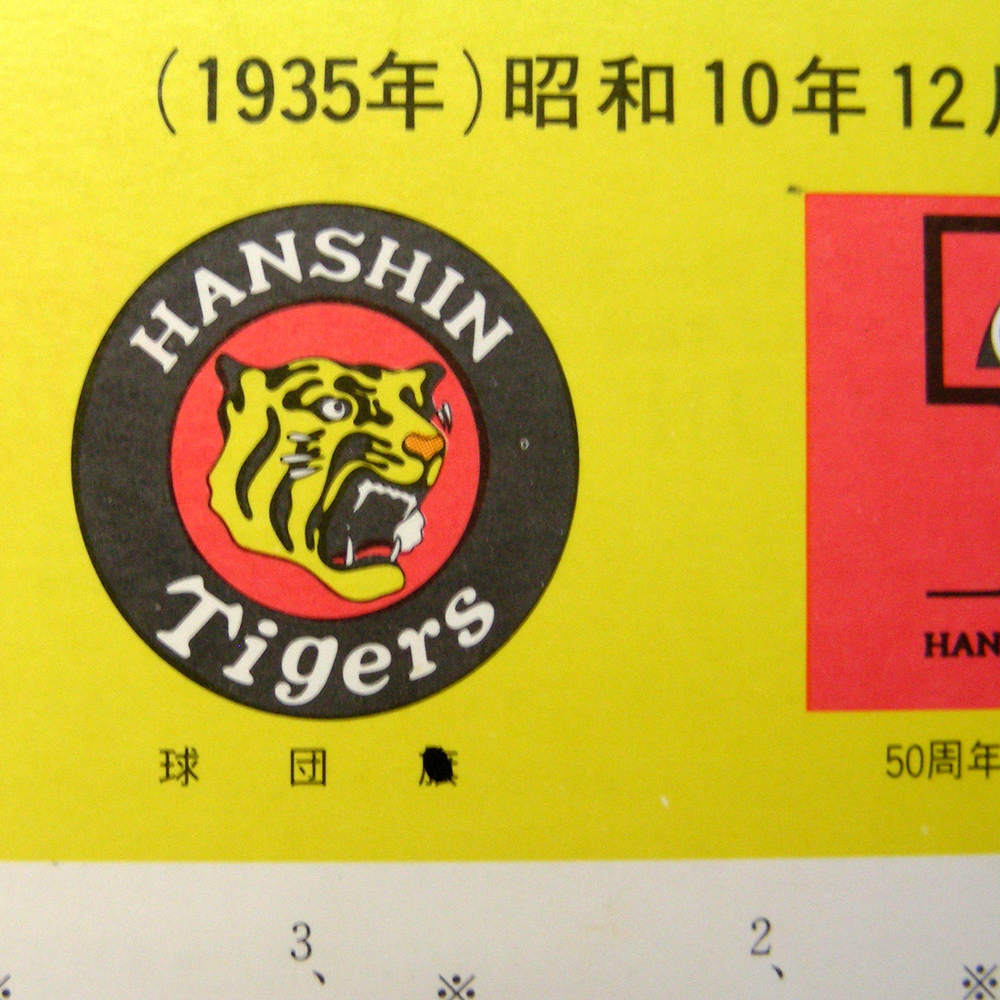 (1935年)昭和10年12
HANSHIN
Tigers
HAN
球団
50周年
3、
2、
※
※